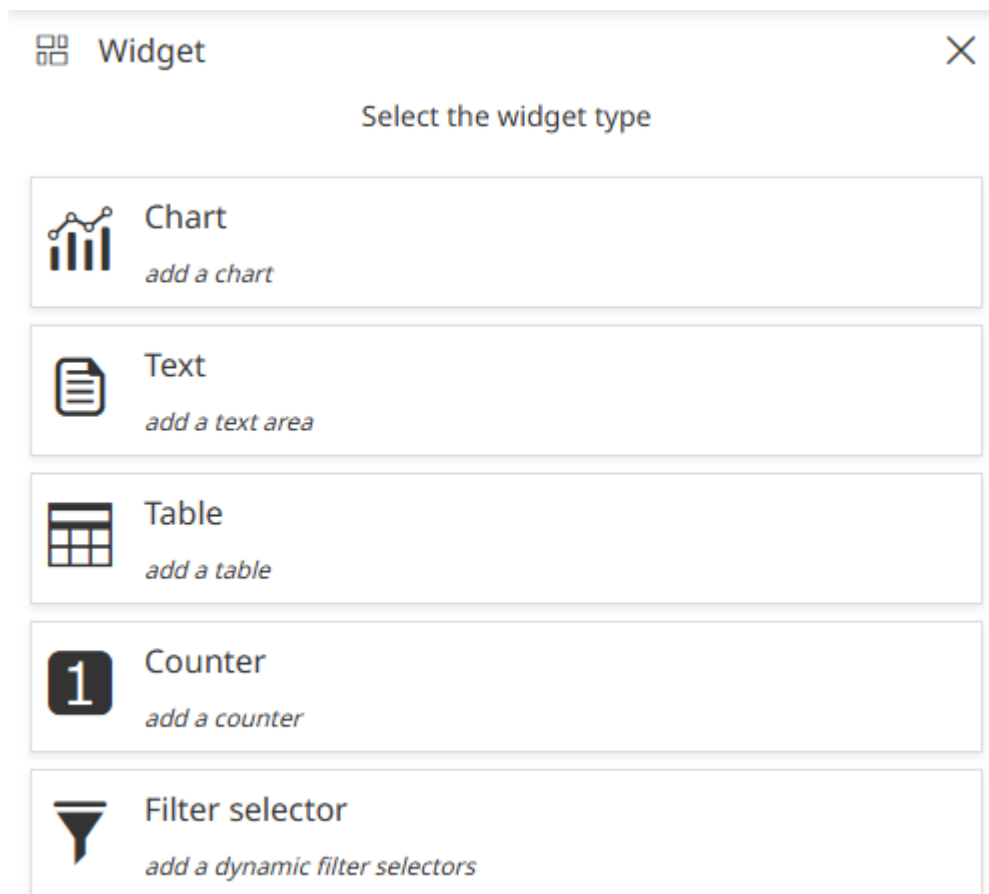 Widget
Select the widget type
Chart
add a chart
Text
add a text area
Table
add a table
1
Counter
add a counter
Filter selector
add a dynamic filter selectors